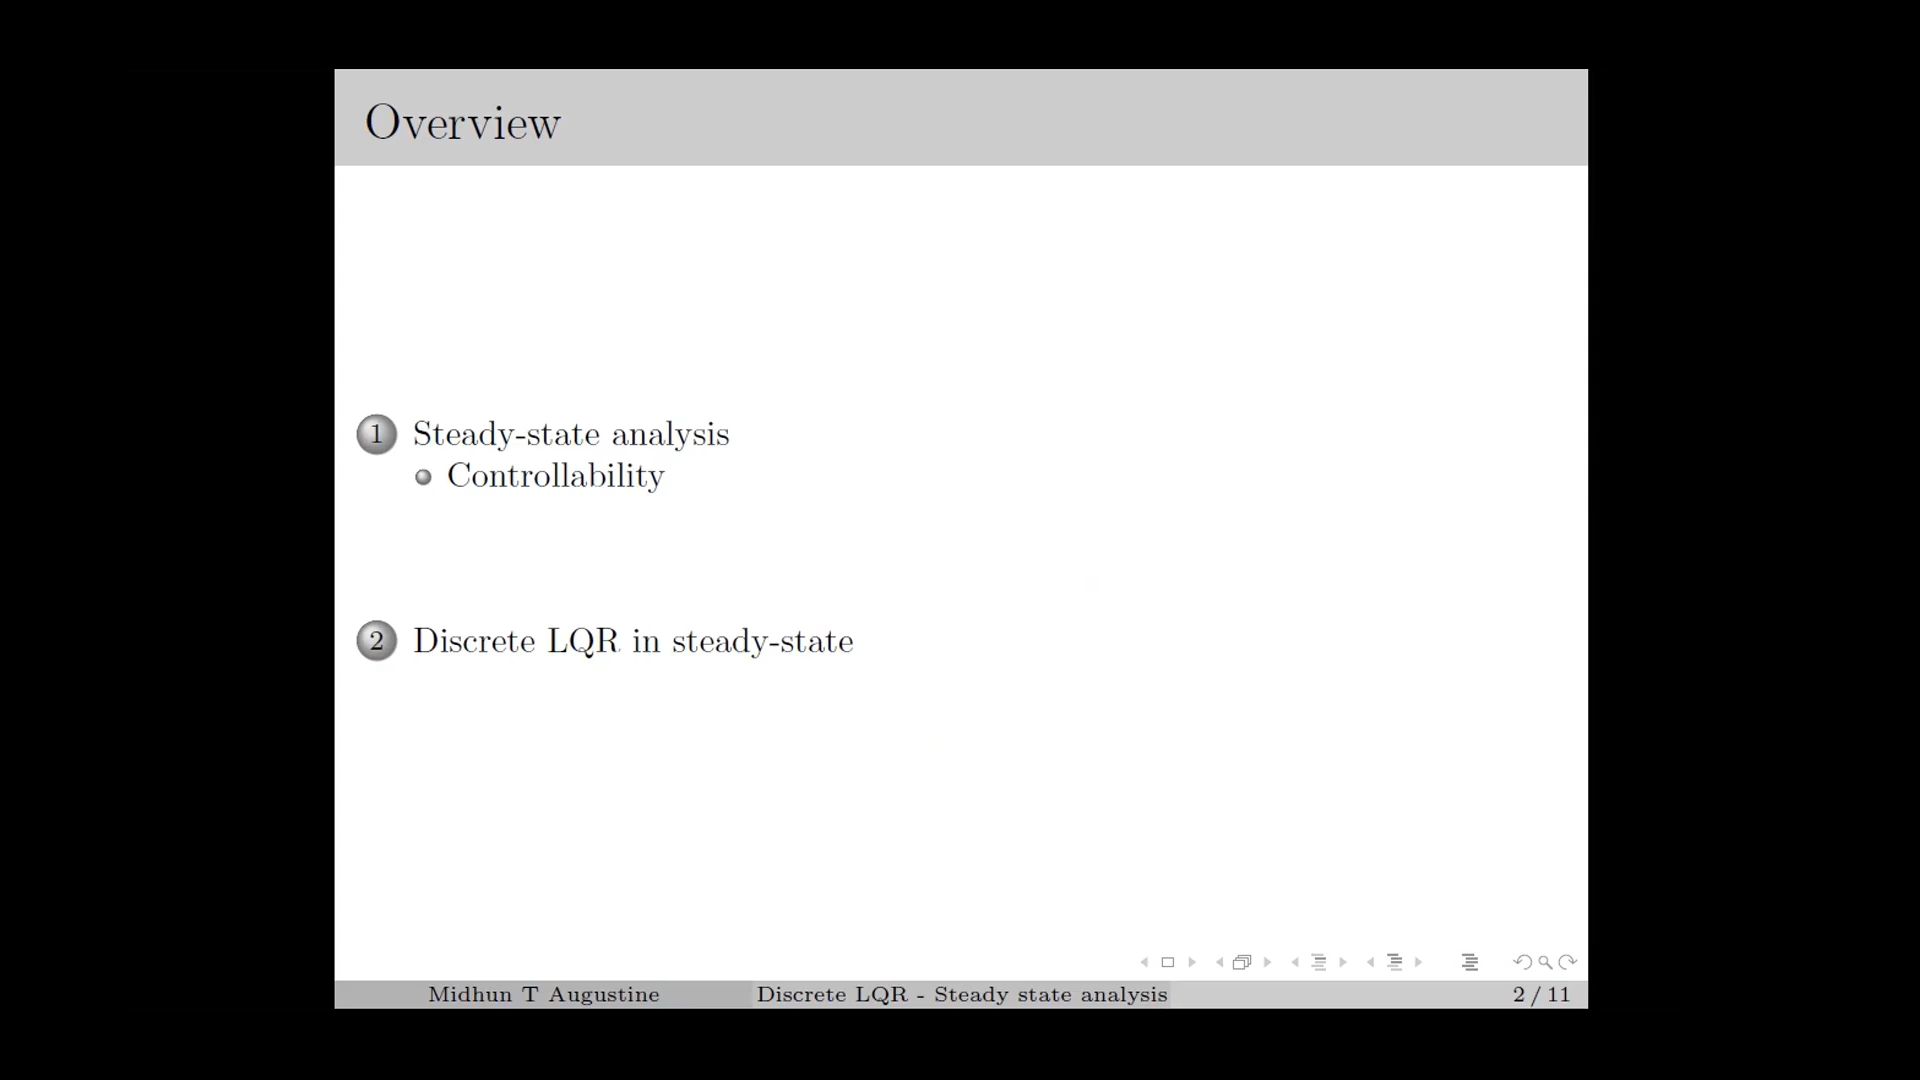 Overview
1 Steady-state analysis
Controllability
2 Discrete LQR in steady-state
Midhun T Augustine Discrete LQR - Steady state analysis 2 / 11